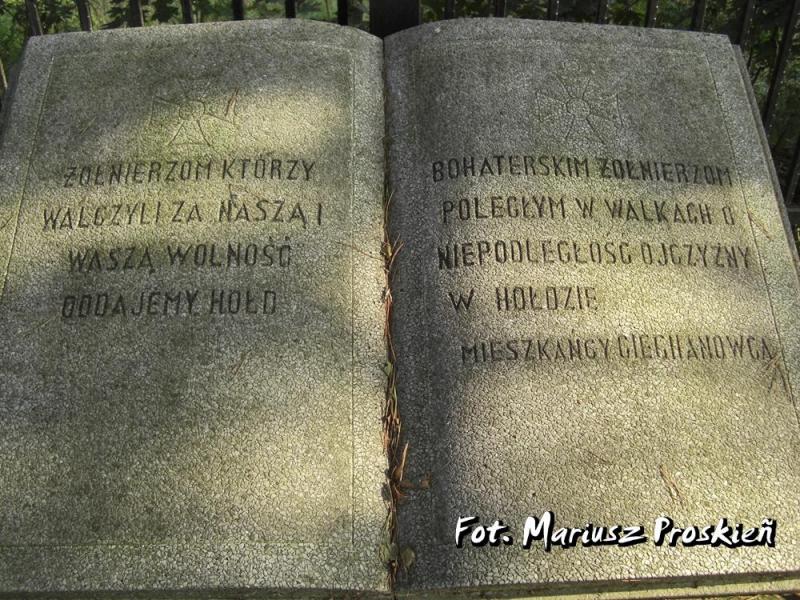 ŻOŁNIERZOM KTÓRZY
WALCZYLI ZA NASZĄ I
WASZĄ WOLNOŚĆ
ODDAJEMY HOŁD
BOHATERSKIM ŻOŁNIERZOM
POLEGŁYM W WALKACH O
NIEPODLEGŁOŚĆ OJCZYZNY
W HOŁDZIE
MIESZKAŃCY CIECHANOWCA
Fot. Mariusz Proskień